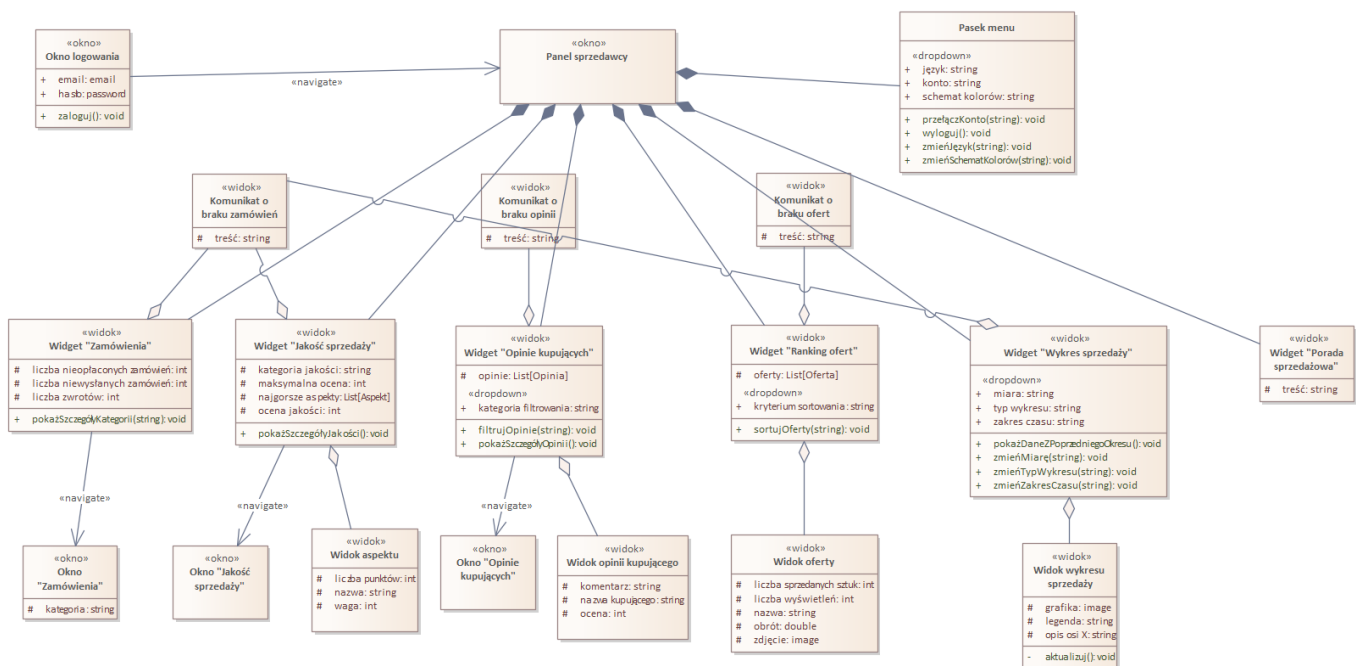 «okno»
Okno logowania
+ email: email
+ hasło: password
+ zaloguj(): void
«navigate»
«okno»
Panel sprzedawcy
Pasek menu
«dropdown»
+ język: string
+ konto: string
+ schemat kolorów: string
+ przełączKonto(string): void
+ wyloguj(): void
+ zmieńJęzyk(string): void
+ zmieńSchematKolorów(string): void
«widok»
Komunikat o
braku zamówień
# treść: string
«widok»
Komunikat o
braku opinii
# treść: string
«widok»
Komunikat o
braku ofert
# treść: string
«widok»
Widget "Zamówienia"
# liczba nieopłaconych zamówień: int
# liczba niewysłanych zamówień: int
# liczba zwrotów: int
+ pokażSzczegółyKategorii(string): void
«widok»
Widget "Jakość sprzedaży"
# kategoria jakości: string
# maksymalna ocena: int
# najgorsze aspekty: List[Aspekt]
# ocena jakości: int
+ pokażSzczegółyJakości(): void
«widok»
Widget "Opinie kupujących"
# opinie: List[Opinia]
«dropdown»
+ kategoria filtrowania: string
+ filtrujOpinie(string): void
+ pokażSzczegółyOpinii(): void
«widok»
Widget "Ranking ofert"
# oferty: List[Oferta]
«dropdown»
+ kryterium sortowania: string
+ sortujOferty(string): void
«widok»
Widget "Wykres sprzedaży"
«dropdown»
+ miara: string
+ typ wykresu: string
+ zakres czasu: string
+ pokażDaneZPoprzedniegoOkresu(): void
+ zmieńMiarę(string): void
+ zmieńTypWykresu(string): void
+ zmieńZakresCzasu(string): void
«widok»
Widget "Porada
sprzedażowa"
# treść: string
«navigate»
«navigate»
«navigate»
«okno»
Okno
"Zamówienia"
# kategoria: string
«okno»
Okno "Jakość
sprzedaży"
«widok»
Widok aspektu
# liczba punktów: int
# nazwa: string
# waga: int
«okno»
Okno "Opinie
kupujących"
«widok»
Widok opinii kupującego
# komentarz: string
# nazwa kupującego: string
# ocena: int
«widok»
Widok oferty
# liczba sprzedanych sztuk: int
# liczba wyświetleń: int
# nazwa: string
# obrót: double
# zdjęcie: image
«widok»
Widok wykresu
sprzedaży
# grafika: image
# legenda: string
# opis osi X: string
- aktualizuj(): void